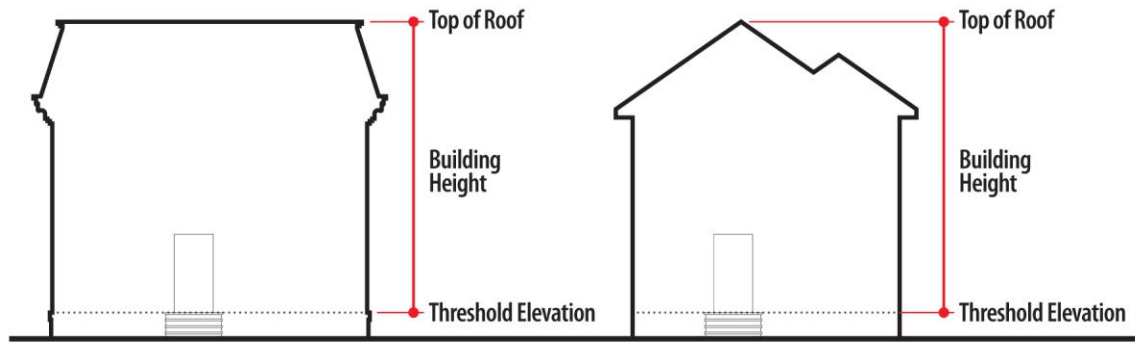 Top of Roof
Building
Height
Threshold Elevation
Top of Roof
Building
Height
Threshold Elevation